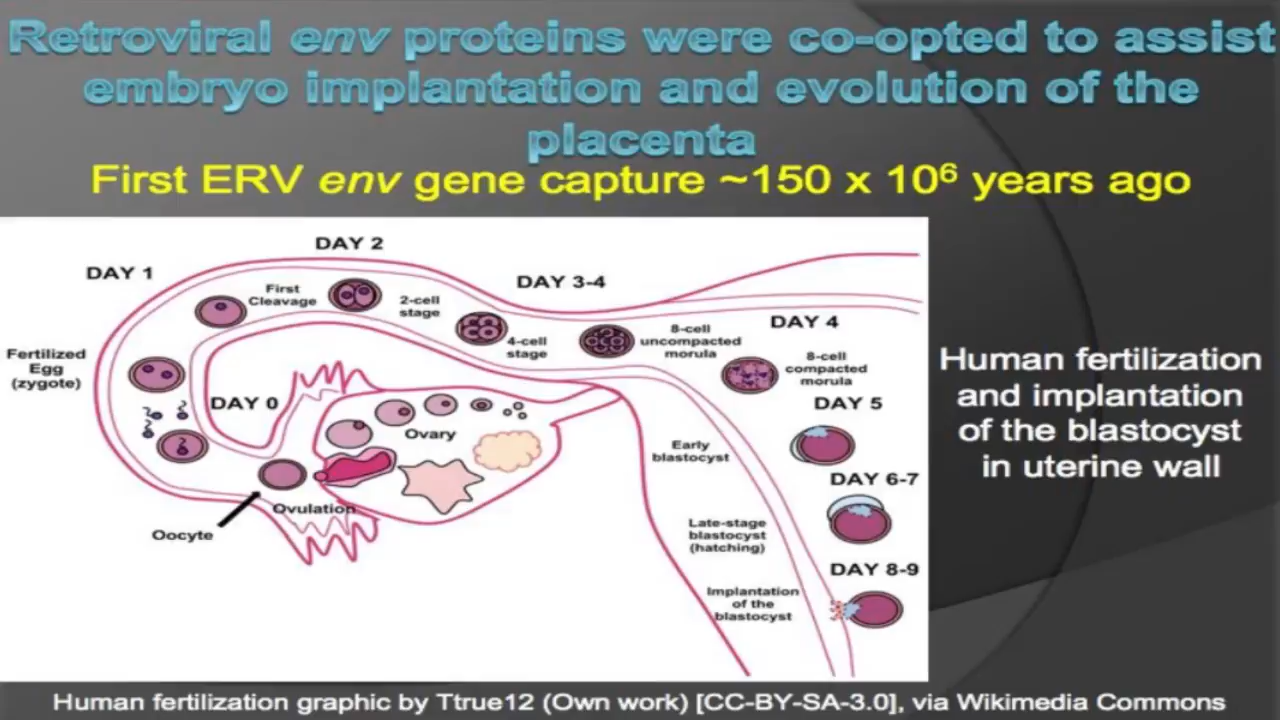 Retroviral env proteins were co-opted to assist
embryo implantation and evolution of the
placenta
First ERV env gene capture ~150 x 10⁶ years ago
DAY 2
DAY 1
DAY 3-4
First
Cleavage
2-cell
stage
4-cell
stage
8-cell
uncompacted
morula
DAY 4
8-cell
compacted
morula
Fertilized
Egg
(zygote)
DAY 0
DAY 5
Ovary
Early
blastocyst
DAY 6-7
Ovulation
Oocyte
Late-stage
blastocyst
(hatching)
DAY 8-9
Implantation
of the
blastocyst
Human fertilization
and implantation
of the blastocyst
in uterine wall
Human fertilization graphic by Ttrue12 (Own work) [CC-BY-SA-3.0], via Wikimedia Commons